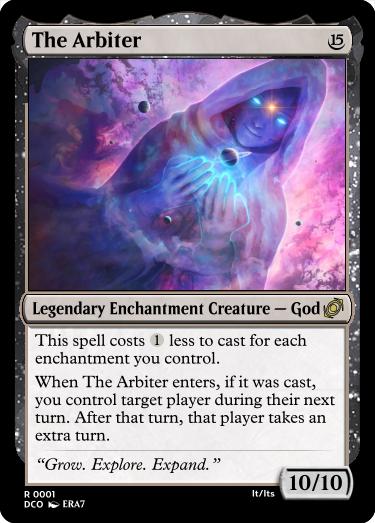 The Arbiter 15
Legendary Enchantment Creature — God
This spell costs 1 less to cast for each
enchantment you control.
When The Arbiter enters, if it was cast,
you control target player during their next
turn. After that turn, that player takes an
extra turn.
“Grow. Explore. Expand.”
10/10
R 0001 It/Its
DCO ERA7